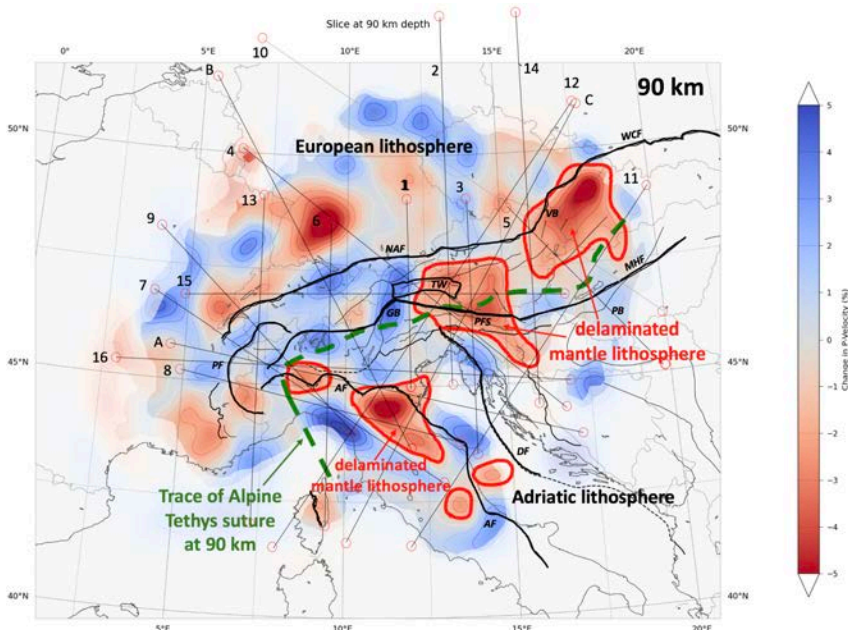 Slice at 90 km depth
0° 5°E 10°E 15°E 20°E
10 2 14
B 12 C
90 km
50°N 50°N
WCF
European lithosphere
4 13 1 3 11
9 6 5 VB
NAF MHF
7 15 TW
GB PFS PB
delaminated
mantle lithosphere
A
16 8 PF
45°N 45°N
AF
DF
delaminated
mantle lithosphere
Adriatic lithosphere
Trace of Alpine
Tethys suture
at 90 km
AF
40°N 40°N
5°E 10°E 15°E 20°E
5
4
3
2
1
0
−1
−2
−3
−4
−5
Change in P-Velocity (%)